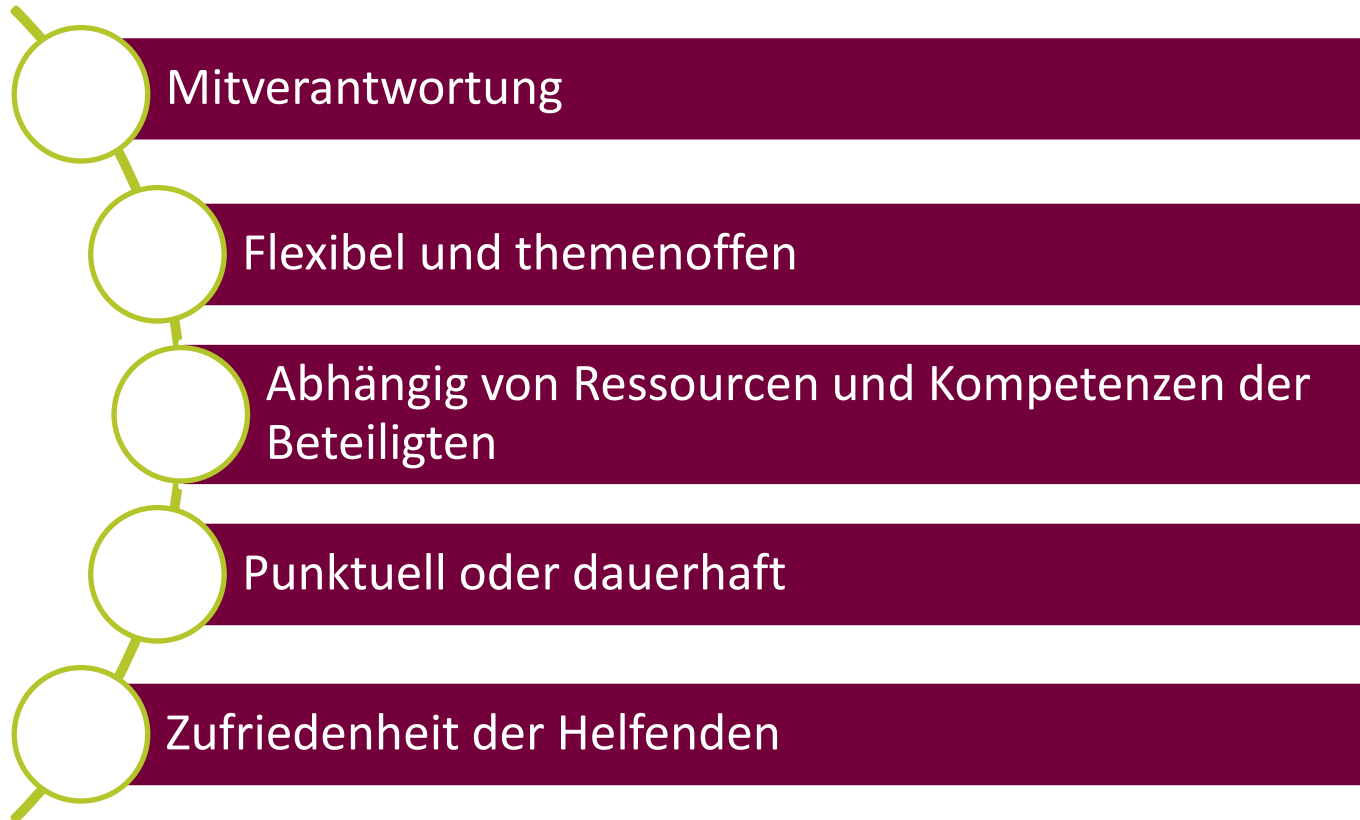 Mitverantwortung
Flexibel und themenoffen
Abhängig von Ressourcen und Kompetenzen der
Beteiligten
Punktuell oder dauerhaft
Zufriedenheit der Helfenden